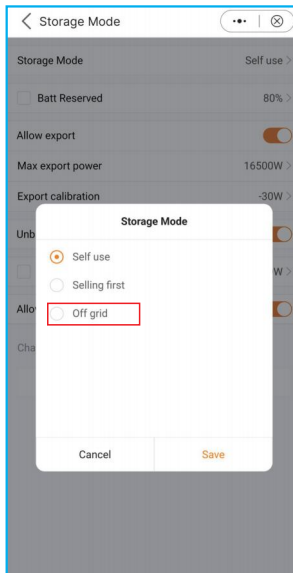 Storage Mode
Storage Mode Self use >
Batt Reserved 80% >
Allow export
Max export power 16500W >
Export calibration -30W >
Storage Mode
Unb
Self use
W >
Selling first
Allo
Off grid
Cha
Cancel Save